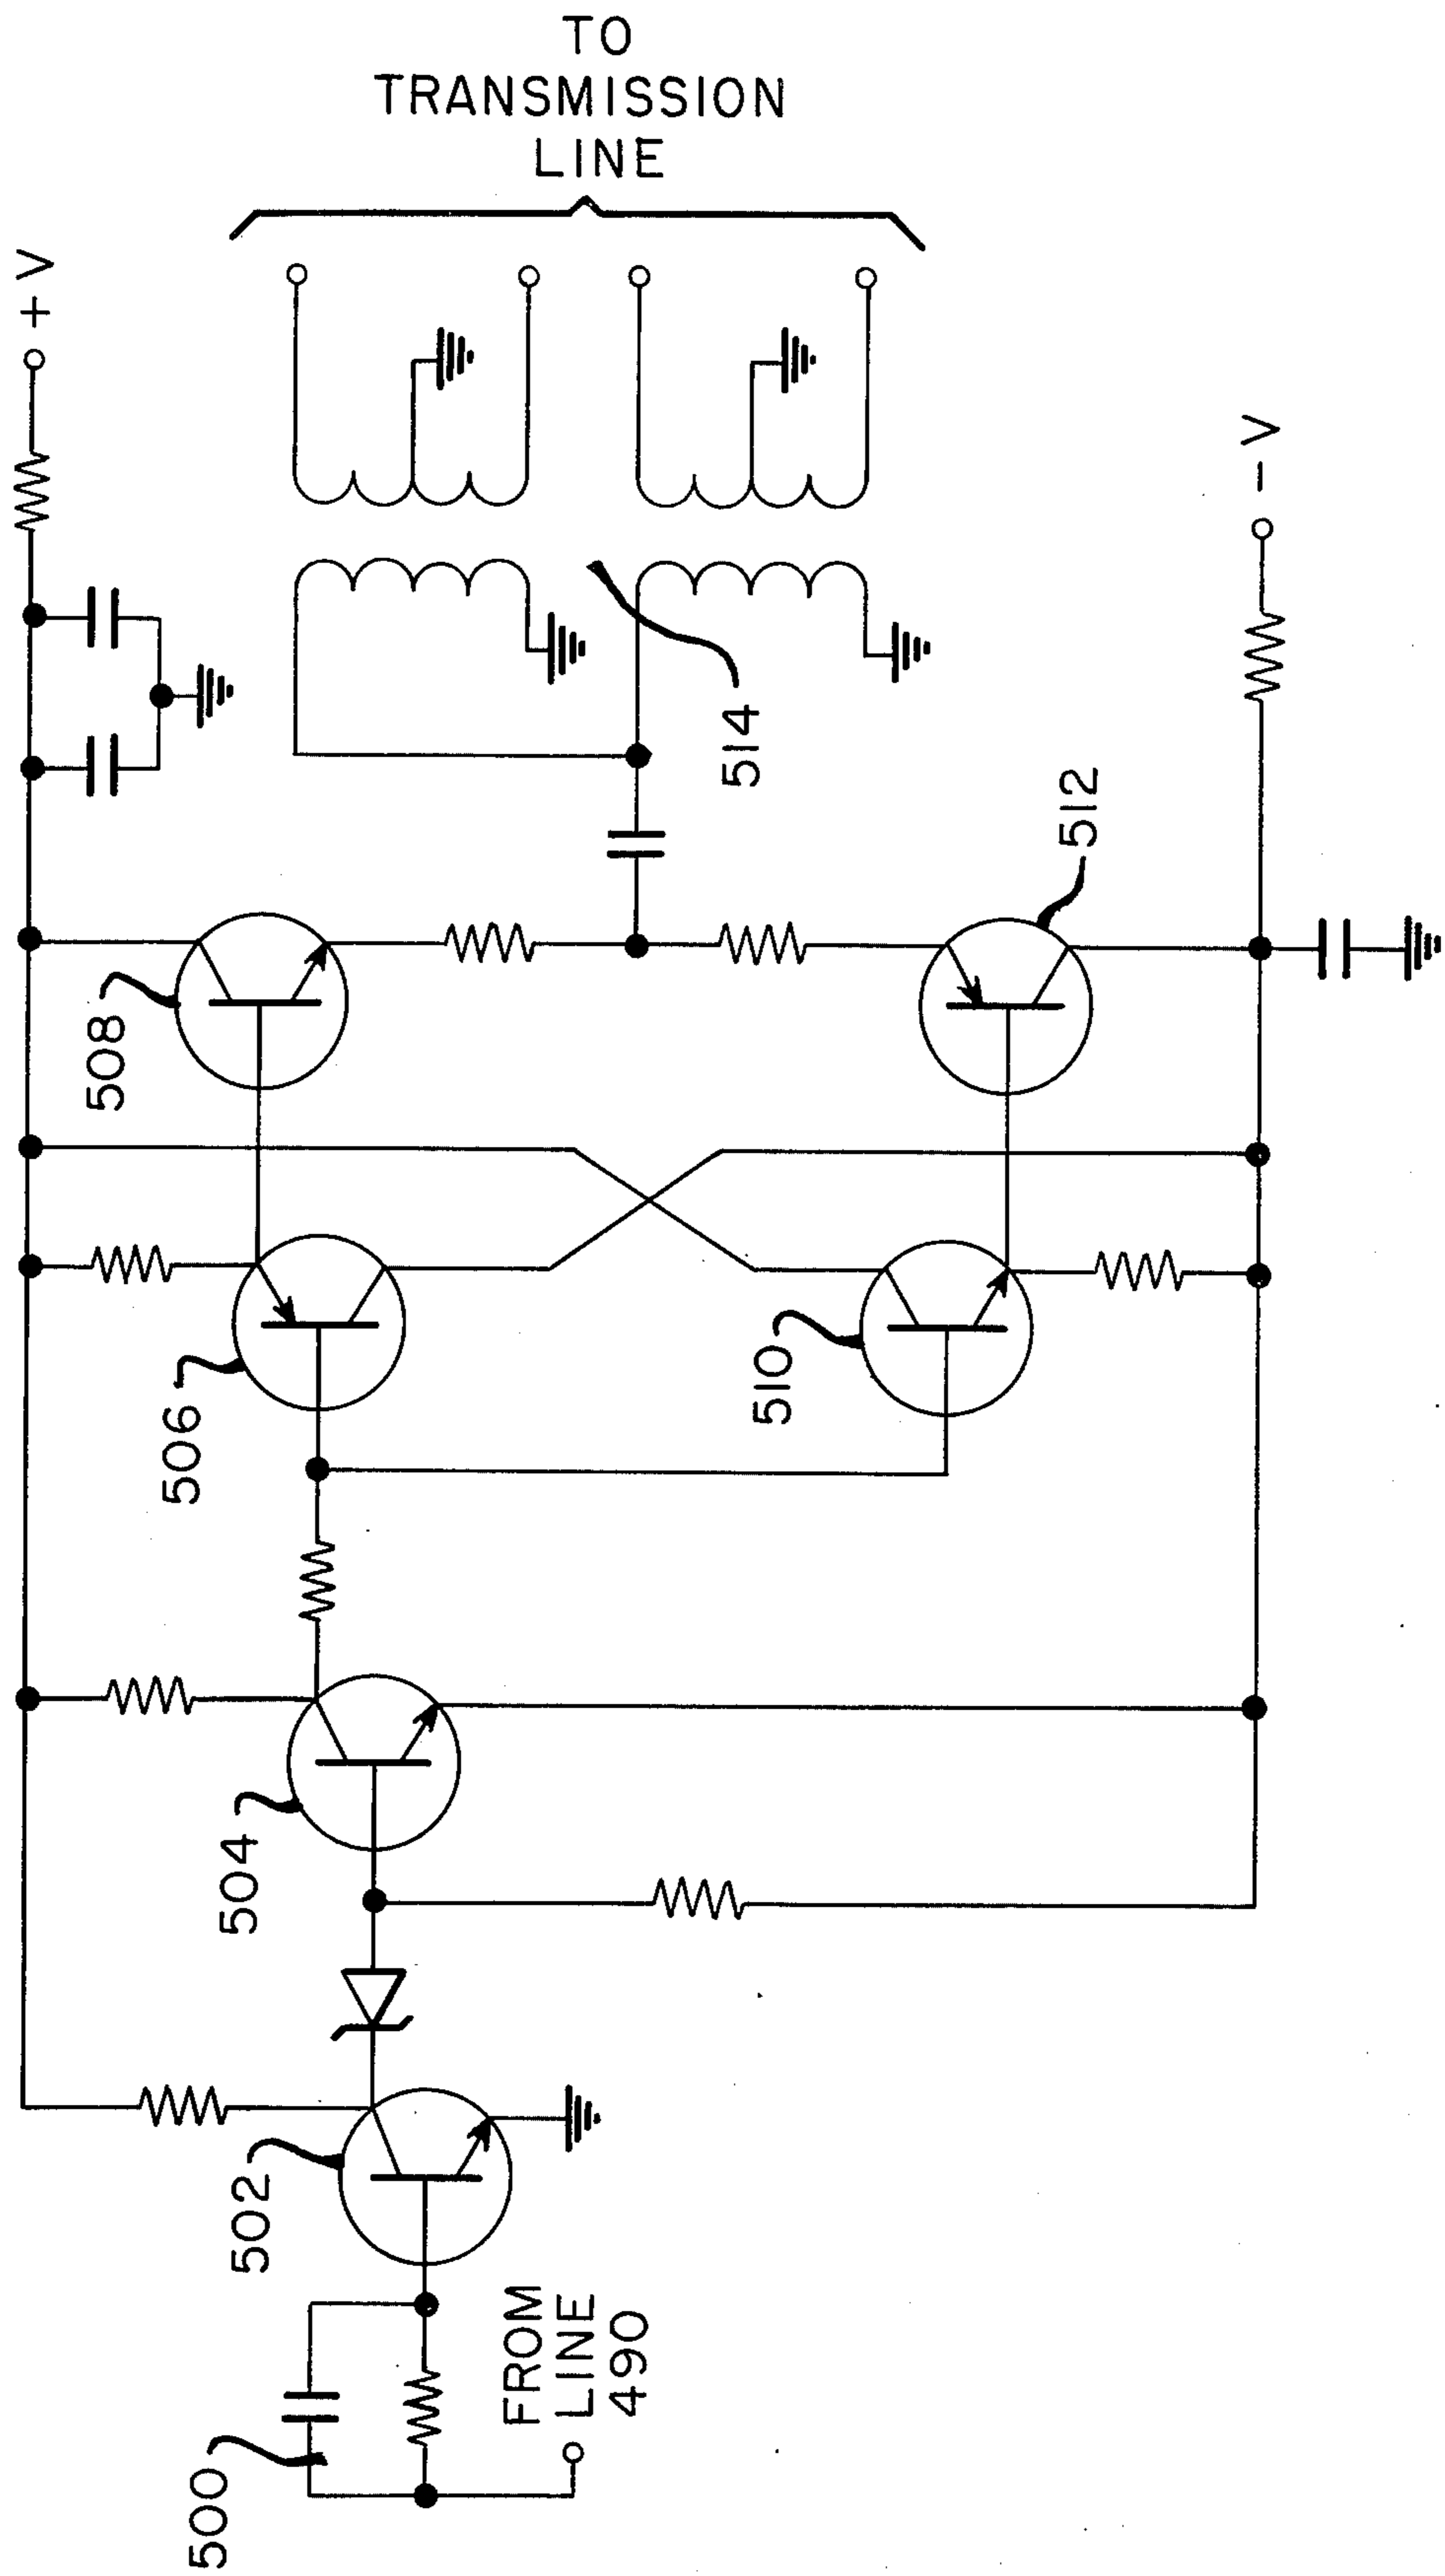 TO
TRANSMISSION
LINE
+ V
- V
514
512
508
506
510
504
502
FROM
LINE
490
500